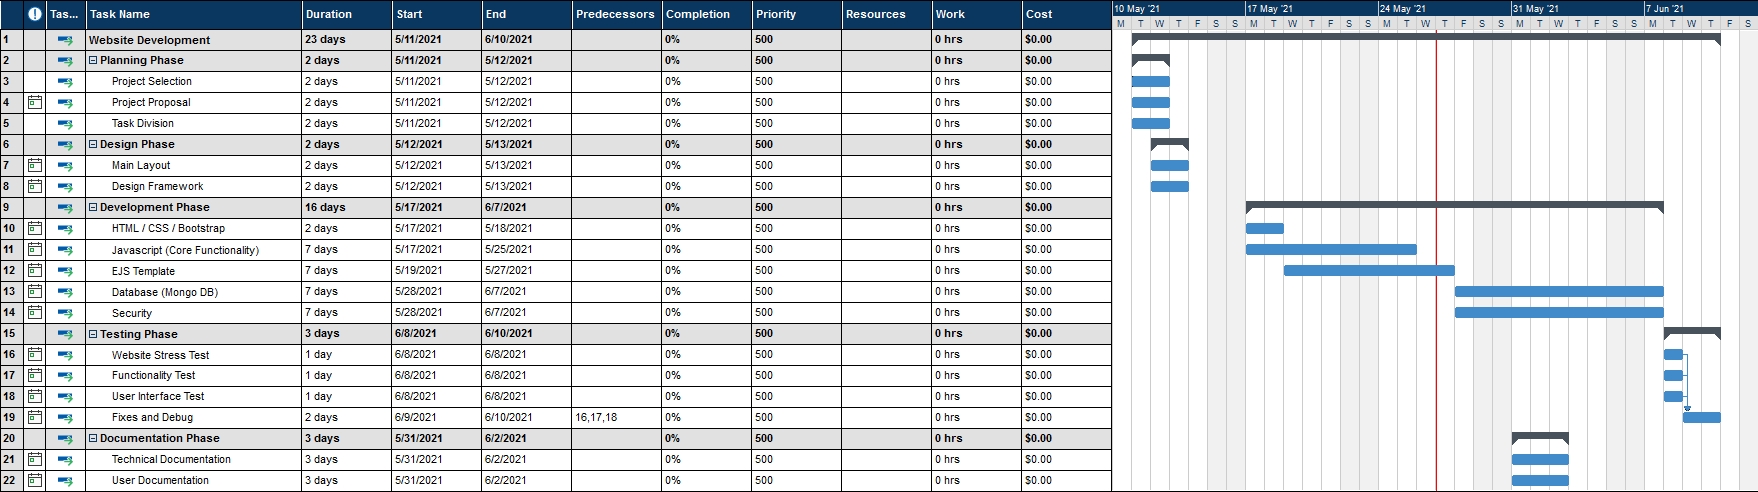 Tas... Task Name Duration Start End Predecessors Completion Priority Resources Work Cost 10 May '21 17 May '21 24 May '21 31 May '21 7 Jun '21
M T W T F S S M T W T F S S M T W T F S S M T W T F S S M T W T F S
1 Website Development 23 days 5/11/2021 6/10/2021 0% 500 0 hrs $0.00
2 Planning Phase 2 days 5/11/2021 5/12/2021 0% 500 0 hrs $0.00
3 Project Selection 2 days 5/11/2021 5/12/2021 0% 500 0 hrs $0.00
4 Project Proposal 2 days 5/11/2021 5/12/2021 0% 500 0 hrs $0.00
5 Task Division 2 days 5/11/2021 5/12/2021 0% 500 0 hrs $0.00
6 Design Phase 2 days 5/12/2021 5/13/2021 0% 500 0 hrs $0.00
7 Main Layout 2 days 5/12/2021 5/13/2021 0% 500 0 hrs $0.00
8 Design Framework 2 days 5/12/2021 5/13/2021 0% 500 0 hrs $0.00
9 Development Phase 16 days 5/17/2021 6/7/2021 0% 500 0 hrs $0.00
10 HTML / CSS / Bootstrap 2 days 5/17/2021 5/18/2021 0% 500 0 hrs $0.00
11 Javascript (Core Functionality) 7 days 5/17/2021 5/25/2021 0% 500 0 hrs $0.00
12 EJS Template 7 days 5/19/2021 5/27/2021 0% 500 0 hrs $0.00
13 Database (Mongo DB) 7 days 5/28/2021 6/7/2021 0% 500 0 hrs $0.00
14 Security 7 days 5/28/2021 6/7/2021 0% 500 0 hrs $0.00
15 Testing Phase 3 days 6/8/2021 6/10/2021 0% 500 0 hrs $0.00
16 Website Stress Test 1 day 6/8/2021 6/8/2021 0% 500 0 hrs $0.00
17 Functionality Test 1 day 6/8/2021 6/8/2021 0% 500 0 hrs $0.00
18 User Interface Test 1 day 6/8/2021 6/8/2021 0% 500 0 hrs $0.00
19 Fixes and Debug 2 days 6/9/2021 6/10/2021 16,17,18 0% 500 0 hrs $0.00
20 Documentation Phase 3 days 5/31/2021 6/2/2021 0% 500 0 hrs $0.00
21 Technical Documentation 3 days 5/31/2021 6/2/2021 0% 500 0 hrs $0.00
22 User Documentation 3 days 5/31/2021 6/2/2021 0% 500 0 hrs $0.00